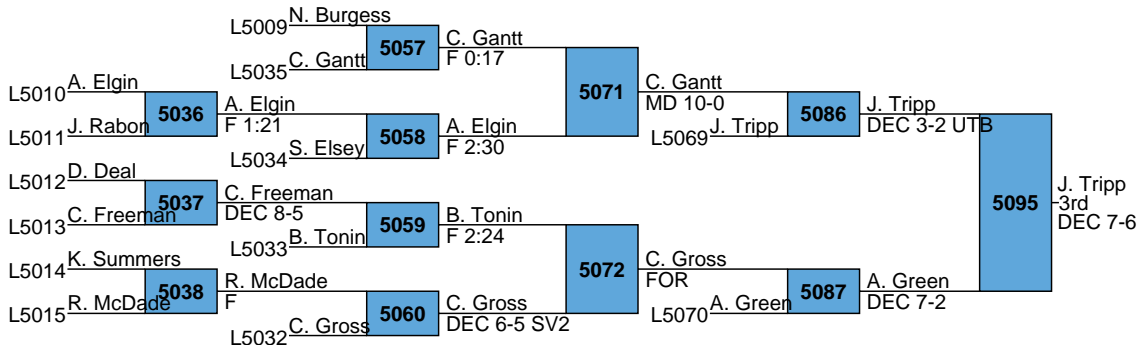 L5009 N. Burgess
5057
C. Gantt
F 0:17
L5035 C. Gantt
5071
C. Gantt
MD 10-0
L5010 A. Elgin
5036
A. Elgin
F 1:21
L5011 J. Rabon
5058
A. Elgin
F 2:30
L5034 S. Elsey
5086
J. Tripp
DEC 3-2 UTB
L5069 J. Tripp
L5012 D. Deal
5037
C. Freeman
DEC 8-5
L5013 C. Freeman
5059
B. Tonin
F 2:24
L5033 B. Tonin
5095
J. Tripp
3rd
DEC 7-6
5072
C. Gross
FOR
L5014 K. Summers
5038
R. McDade
F
L5015 R. McDade
5060
C. Gross
DEC 6-5 SV2
L5032 C. Gross
5087
A. Green
DEC 7-2
L5070 A. Green